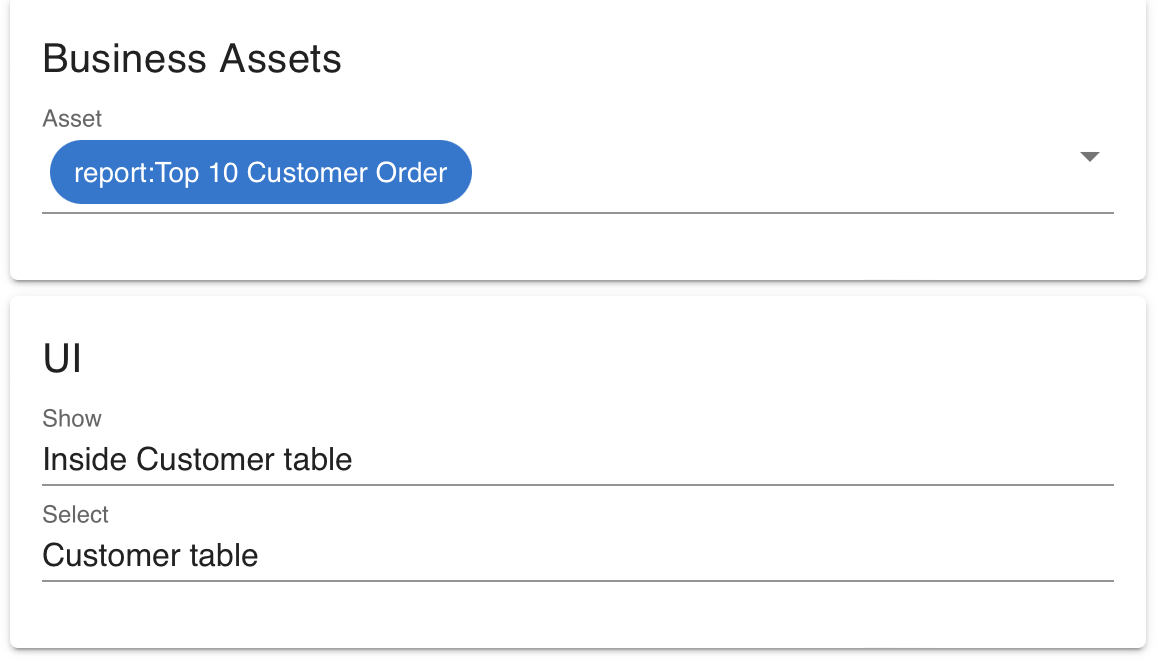 Business Assets
Asset
report:Top 10 Customer Order
UI
Show
Inside Customer table
Select
Customer table